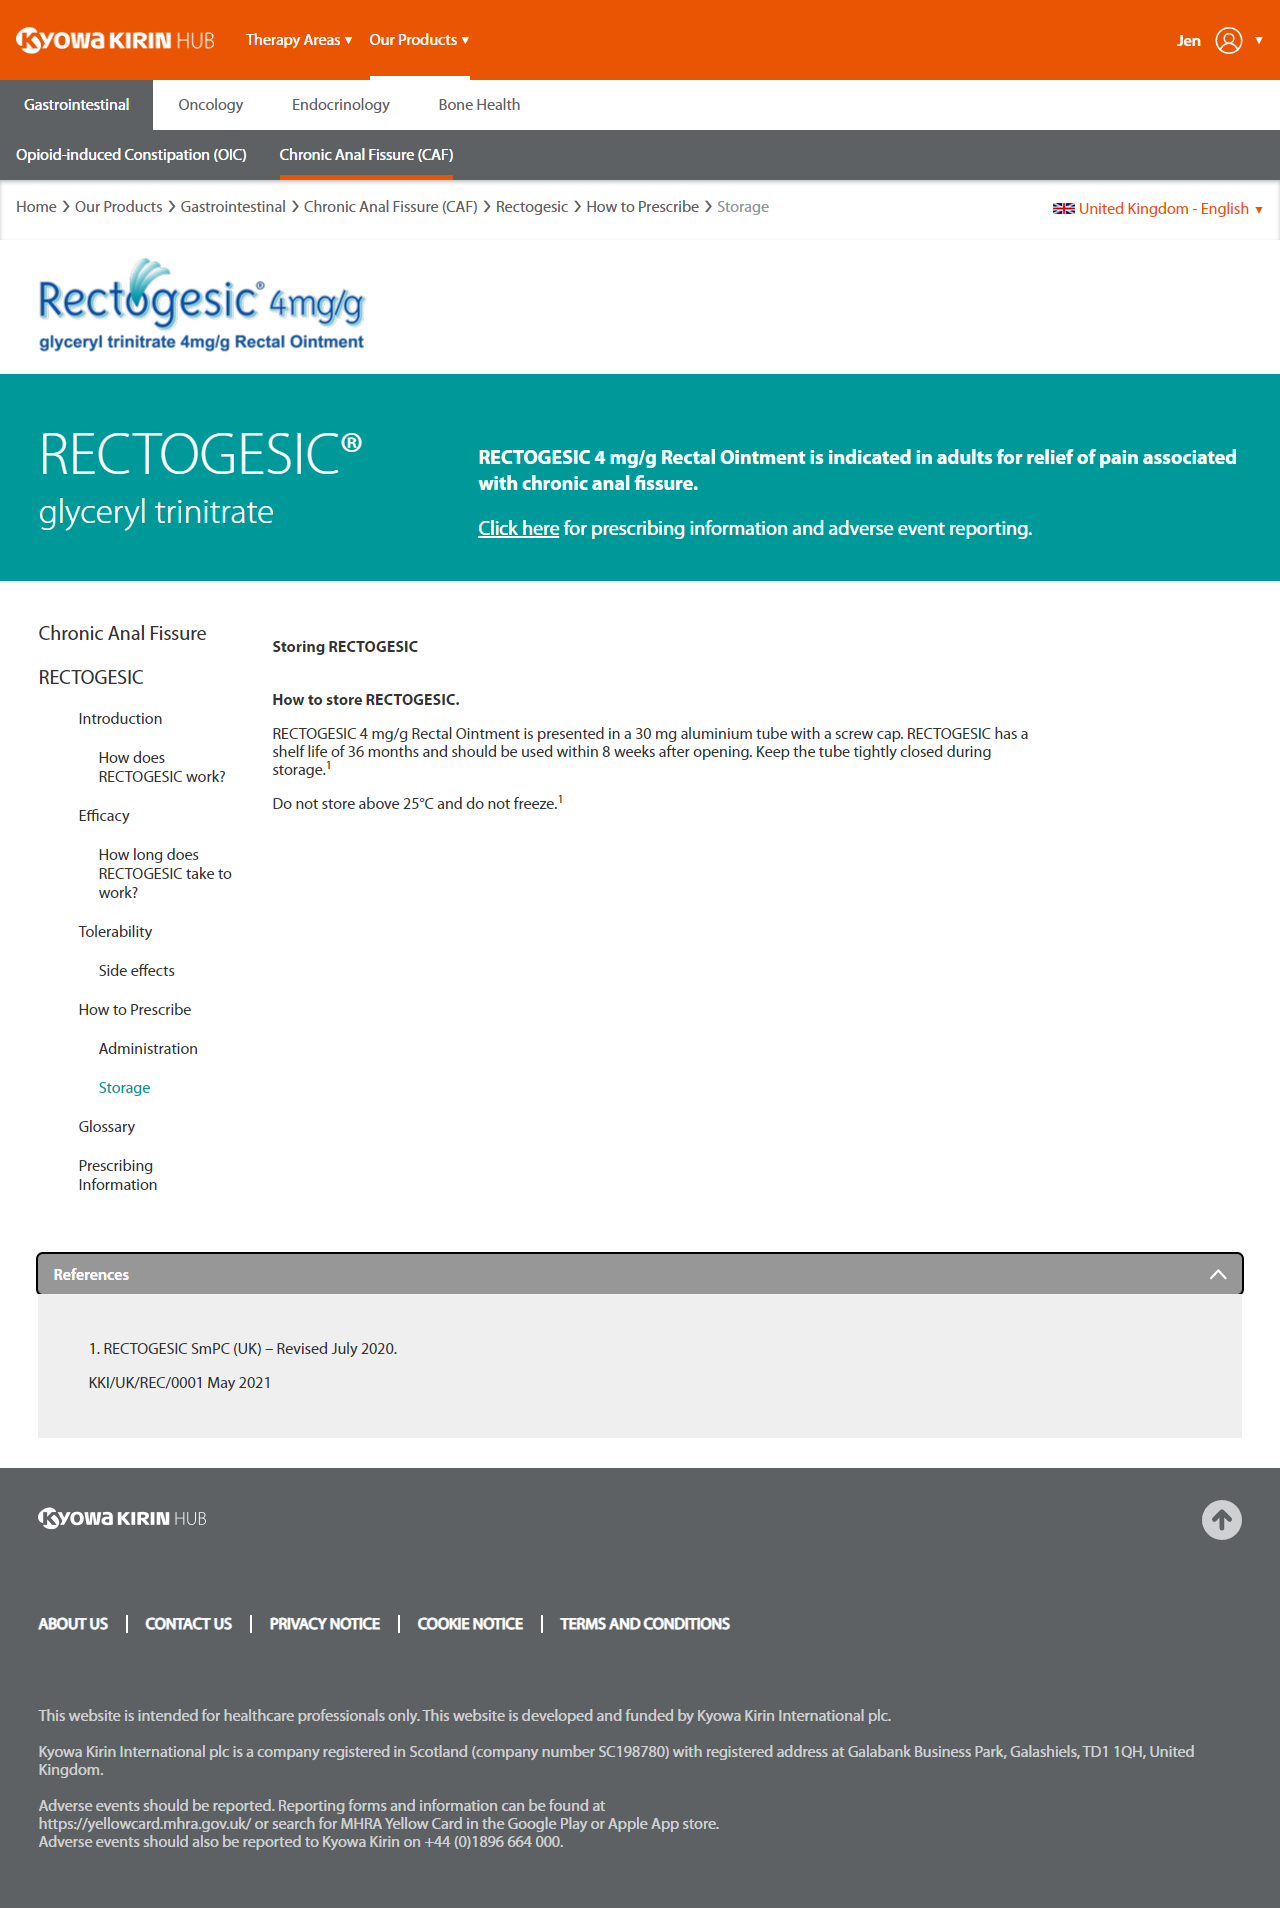 KYOWA KIRIN HUB
Therapy Areas ▼ Our Products ▼
Jen ▼
Gastrointestinal Oncology Endocrinology Bone Health
Opioid-induced Constipation (OIC) Chronic Anal Fissure (CAF)
Home > Our Products > Gastrointestinal > Chronic Anal Fissure (CAF) > Rectogesic > How to Prescribe > Storage
United Kingdom - English ▼
Rectogesic® 4mg/g
glyceryl trinitrate 4mg/g Rectal Ointment
RECTOGESIC®
glyceryl trinitrate
RECTOGESIC 4 mg/g Rectal Ointment is indicated in adults for relief of pain associated
with chronic anal fissure.
Click here for prescribing information and adverse event reporting.
Chronic Anal Fissure
RECTOGESIC
Introduction
How does
RECTOGESIC work?
Efficacy
How long does
RECTOGESIC take to
work?
Tolerability
Side effects
How to Prescribe
Administration
Storage
Glossary
Prescribing
Information
Storing RECTOGESIC
How to store RECTOGESIC.
RECTOGESIC 4 mg/g Rectal Ointment is presented in a 30 mg aluminium tube with a screw cap. RECTOGESIC has a
shelf life of 36 months and should be used within 8 weeks after opening. Keep the tube tightly closed during
storage.1
Do not store above 25°C and do not freeze.1
References
1. RECTOGESIC SmPC (UK) – Revised July 2020.
KKI/UK/REC/0001 May 2021
KYOWA KIRIN HUB
ABOUT US | CONTACT US | PRIVACY NOTICE | COOKIE NOTICE | TERMS AND CONDITIONS
This website is intended for healthcare professionals only. This website is developed and funded by Kyowa Kirin International plc.
Kyowa Kirin International plc is a company registered in Scotland (company number SC198780) with registered address at Galabank Business Park, Galashiels, TD1 1QH, United
Kingdom.
Adverse events should be reported. Reporting forms and information can be found at
https://yellowcard.mhra.gov.uk/ or search for MHRA Yellow Card in the Google Play or Apple App store.
Adverse events should also be reported to Kyowa Kirin on +44 (0)1896 664 000.